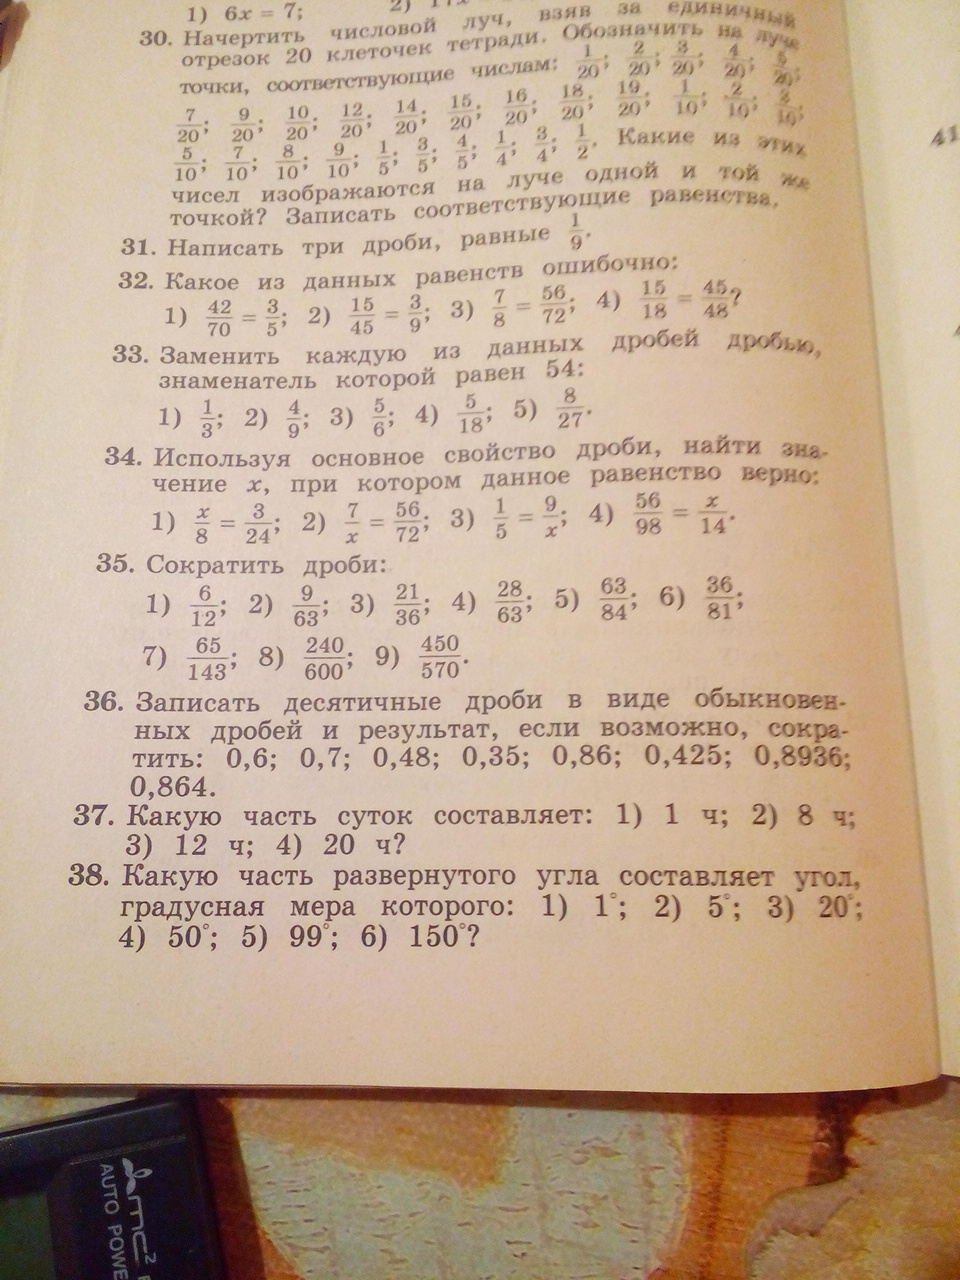 1) 6x = 7;
30. Начертить числовой луч, взяв за единичный
отрезок 20 клеточек тетради. Обозначить на луче
точки, соответствующие числам: 1/20; 2/20; 3/20; 4/20; 5/20;
7/20; 9/20; 10/20; 12/20; 14/20; 15/20; 16/20; 18/20; 19/20; 1/10; 2/10; 3/10;
5/10; 7/10; 8/10; 9/10; 1/5; 3/5; 4/5; 1/4; 3/4; 1/2. Какие из этих
чисел изображаются на луче одной и той же
точкой? Записать соответствующие равенства.
31. Написать три дроби, равные 1/9.
32. Какое из данных равенств ошибочно:
1) 42/70 = 3/5; 2) 15/45 = 3/9; 3) 7/8 = 56/72; 4) 15/18 = 45/48?
33. Заменить каждую из данных дробей дробью,
знаменатель которой равен 54:
1) 1/3; 2) 4/9; 3) 5/6; 4) 5/18; 5) 8/27.
34. Используя основное свойство дроби, найти зна-
чение x, при котором данное равенство верно:
1) x/8 = 3/24; 2) 7/x = 56/72; 3) 1/5 = 9/x; 4) 56/98 = x/14.
35. Сократить дроби:
1) 6/12; 2) 9/63; 3) 21/36; 4) 28/63; 5) 63/84; 6) 36/81;
7) 65/143; 8) 240/600; 9) 450/570.
36. Записать десятичные дроби в виде обыкновен-
ных дробей и результат, если возможно, сокра-
тить: 0,6; 0,7; 0,48; 0,35; 0,86; 0,425; 0,8936;
0,864.
37. Какую часть суток составляет: 1) 1 ч; 2) 8 ч;
3) 12 ч; 4) 20 ч?
38. Какую часть развернутого угла составляет угол,
градусная мера которого: 1) 1°; 2) 5°; 3) 20°;
4) 50°; 5) 99°; 6) 150°?
41
AUTO POWE